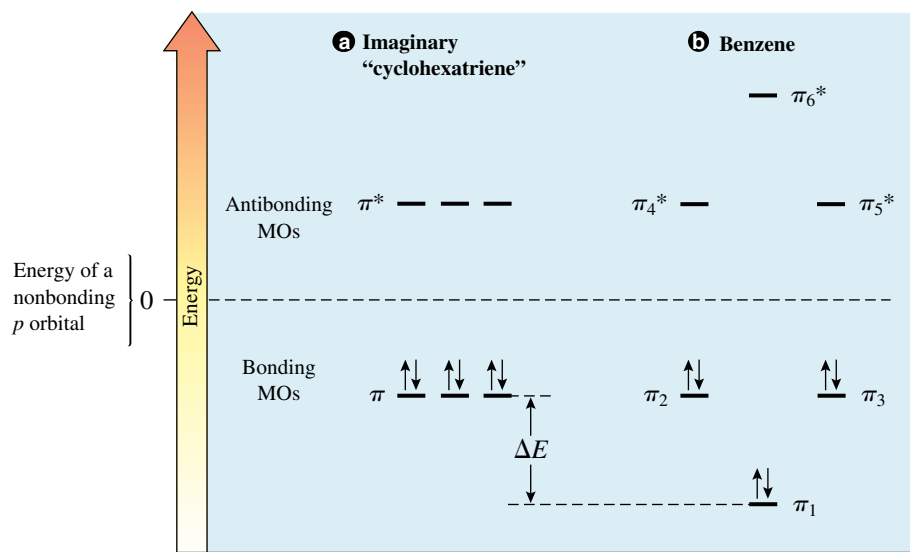 a Imaginary
“cyclohexatriene”
b Benzene
π₆*
Antibonding
MOs
π*
π₄*
π₅*
Energy of a
nonbonding
p orbital
0
Energy
Bonding
MOs
π
π₂
π₃
ΔE
π₁